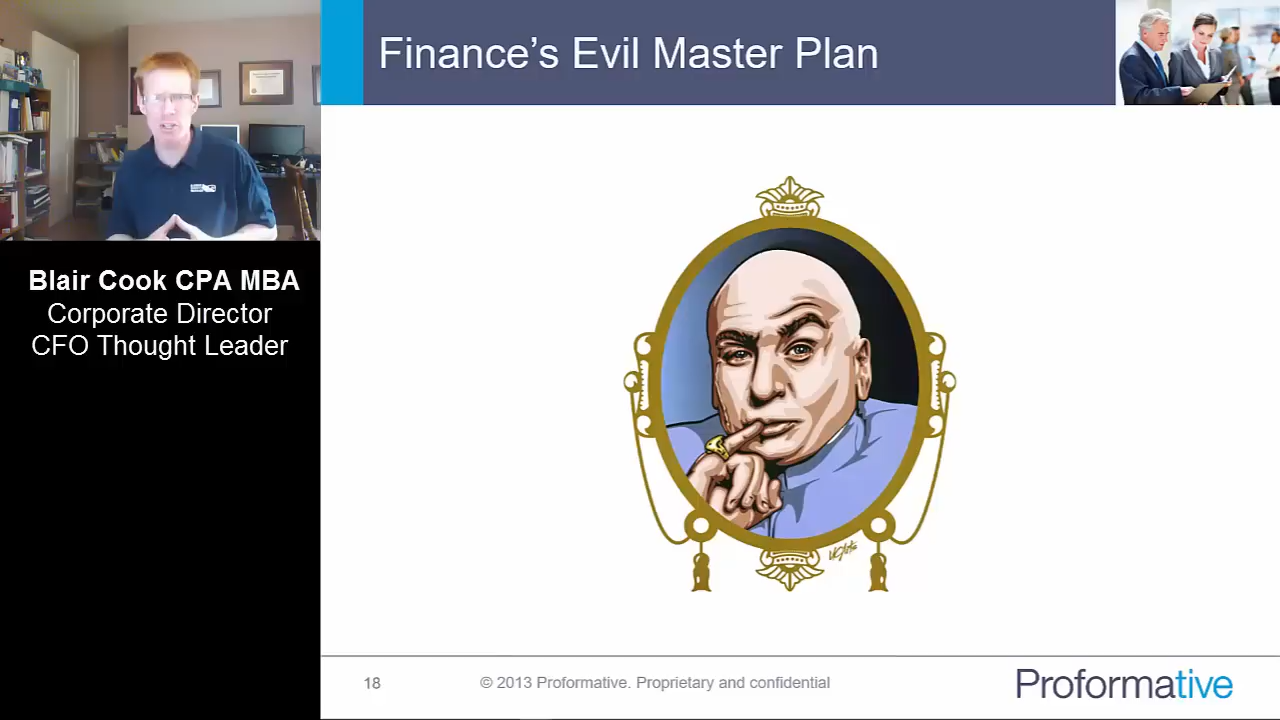 Finance's Evil Master Plan
Blair Cook CPA MBA
Corporate Director
CFO Thought Leader
18
© 2013 Proformative. Proprietary and confidential
Proformative